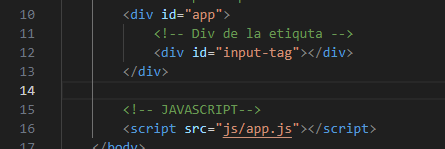 10 <div id="app">
11 <!-- Div de la etiquta -->
12 <div id="input-tag"></div>
13 </div>
14
15 <!-- JAVASCRIPT-->
16 <script src="js/app.js"></script>
17 </body>